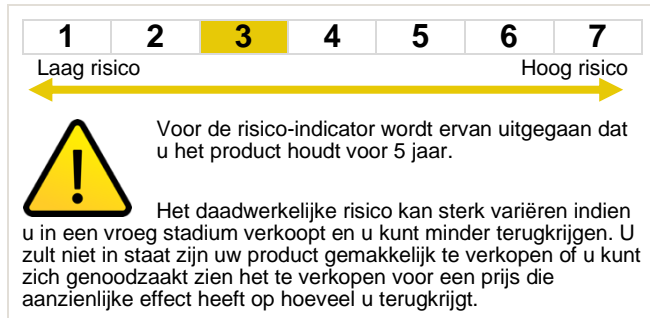 1 2 3 4 5 6 7
Laag risico Hoog risico
Voor de risico-indicator wordt ervan uitgegaan dat
u het product houdt voor 5 jaar.
Het daadwerkelijke risico kan sterk variëren indien
u in een vroeg stadium verkoopt en u kunt minder terugkrijgen. U
zult niet in staat zijn uw product gemakkelijk te verkopen of u kunt
zich genoodzaakt zien het te verkopen voor een prijs die
aanzienlijke effect heeft op hoeveel u terugkrijgt.